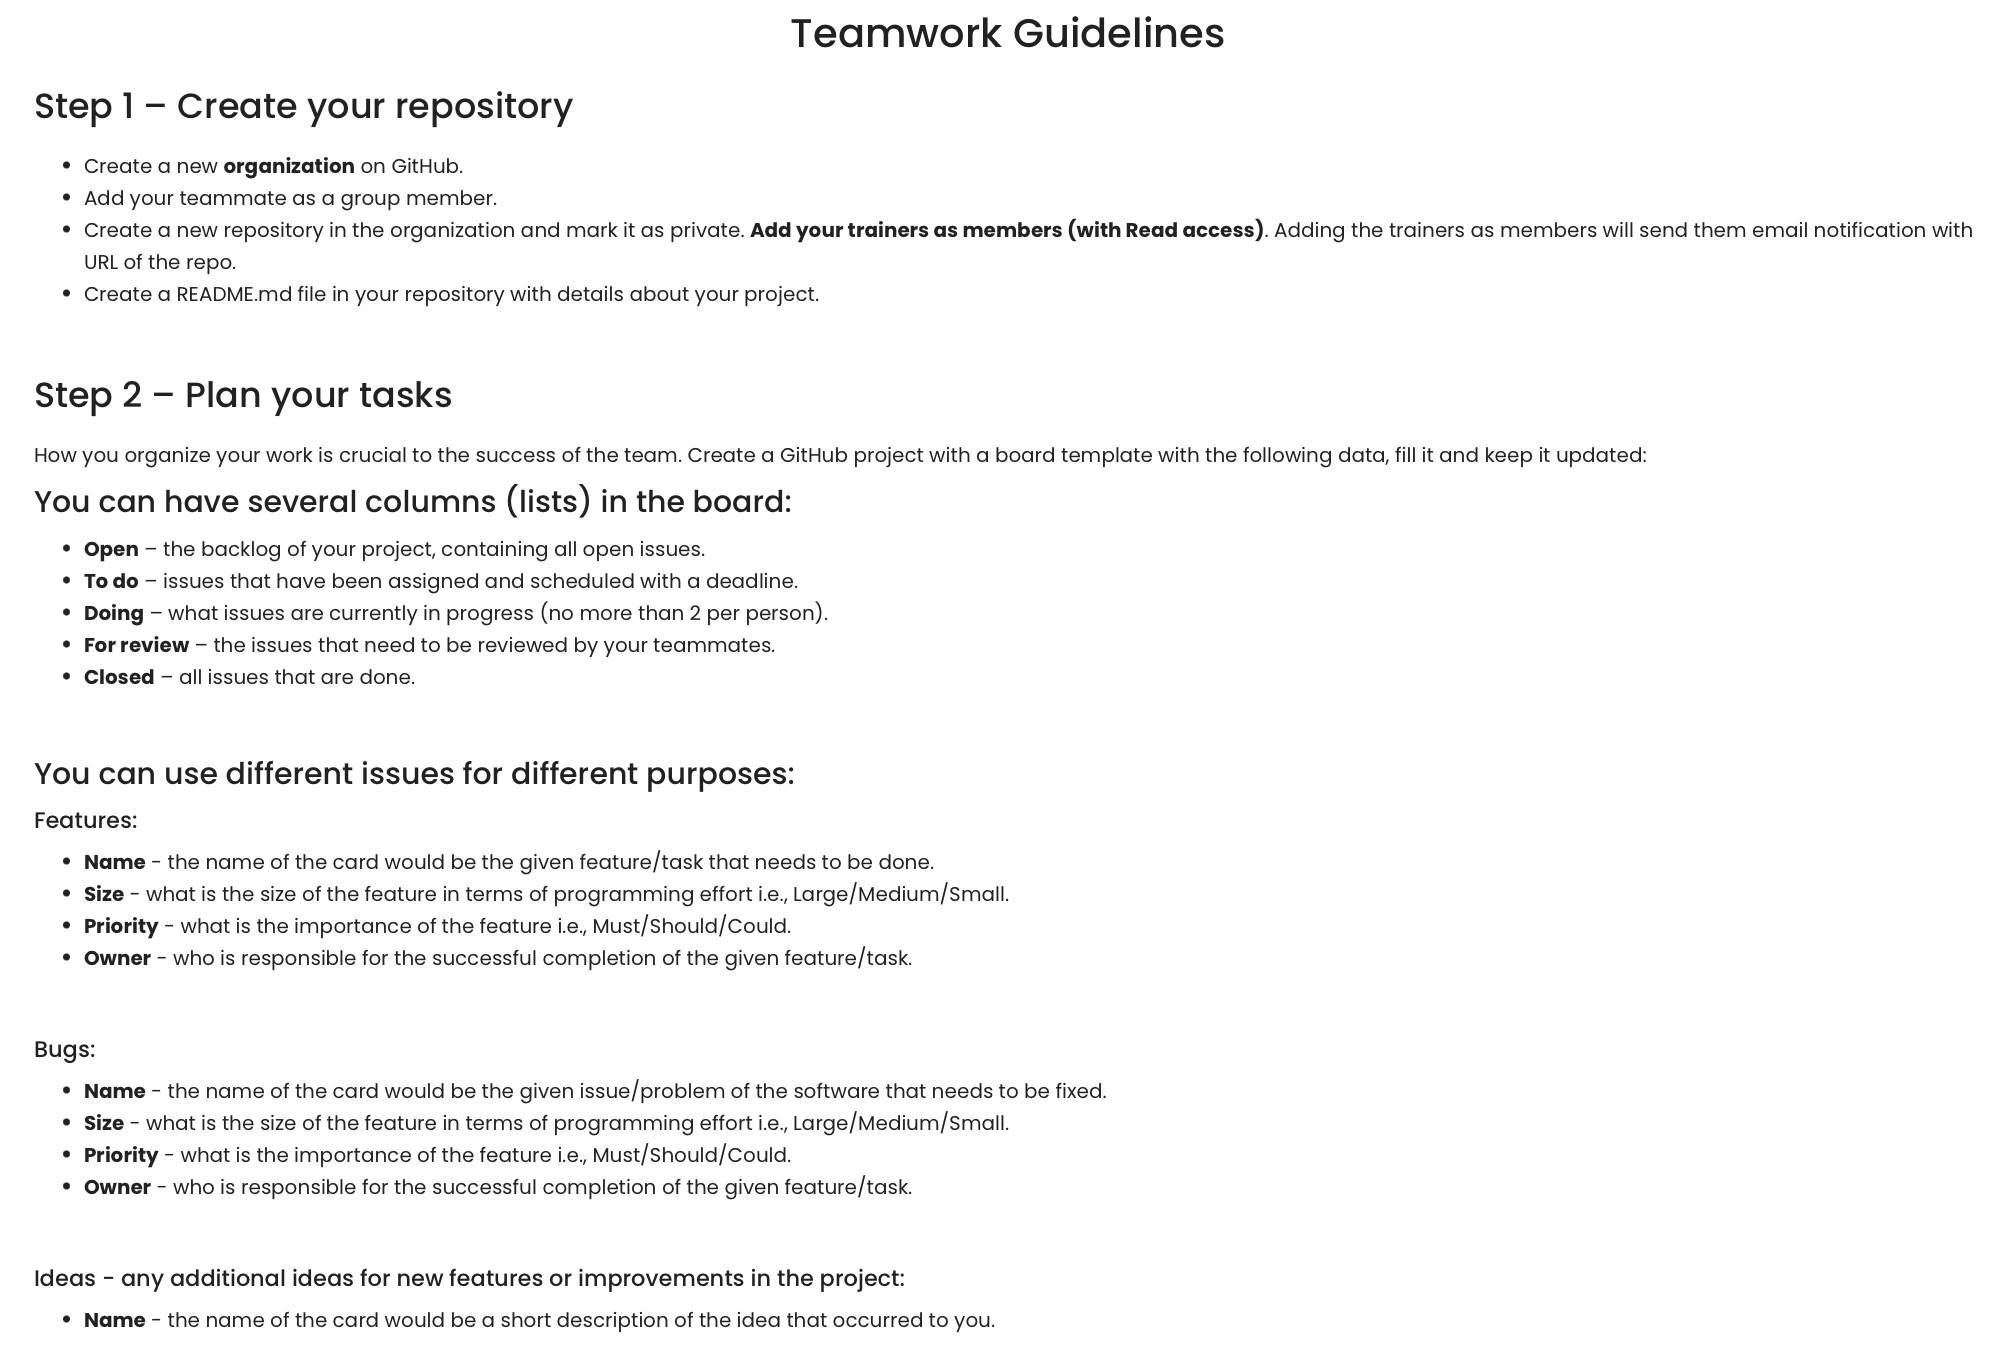 Teamwork Guidelines
Step 1 – Create your repository
• Create a new organization on GitHub.
• Add your teammate as a group member.
• Create a new repository in the organization and mark it as private. Add your trainers as members (with Read access). Adding the trainers as members will send them email notification with
URL of the repo.
• Create a README.md file in your repository with details about your project.
Step 2 – Plan your tasks
How you organize your work is crucial to the success of the team. Create a GitHub project with a board template with the following data, fill it and keep it updated:
You can have several columns (lists) in the board:
• Open – the backlog of your project, containing all open issues.
• To do – issues that have been assigned and scheduled with a deadline.
• Doing – what issues are currently in progress (no more than 2 per person).
• For review – the issues that need to be reviewed by your teammates.
• Closed – all issues that are done.
You can use different issues for different purposes:
Features:
• Name - the name of the card would be the given feature/task that needs to be done.
• Size - what is the size of the feature in terms of programming effort i.e., Large/Medium/Small.
• Priority - what is the importance of the feature i.e., Must/Should/Could.
• Owner - who is responsible for the successful completion of the given feature/task.
Bugs:
• Name - the name of the card would be the given issue/problem of the software that needs to be fixed.
• Size - what is the size of the feature in terms of programming effort i.e., Large/Medium/Small.
• Priority - what is the importance of the feature i.e., Must/Should/Could.
• Owner - who is responsible for the successful completion of the given feature/task.
Ideas - any additional ideas for new features or improvements in the project:
• Name - the name of the card would be a short description of the idea that occurred to you.